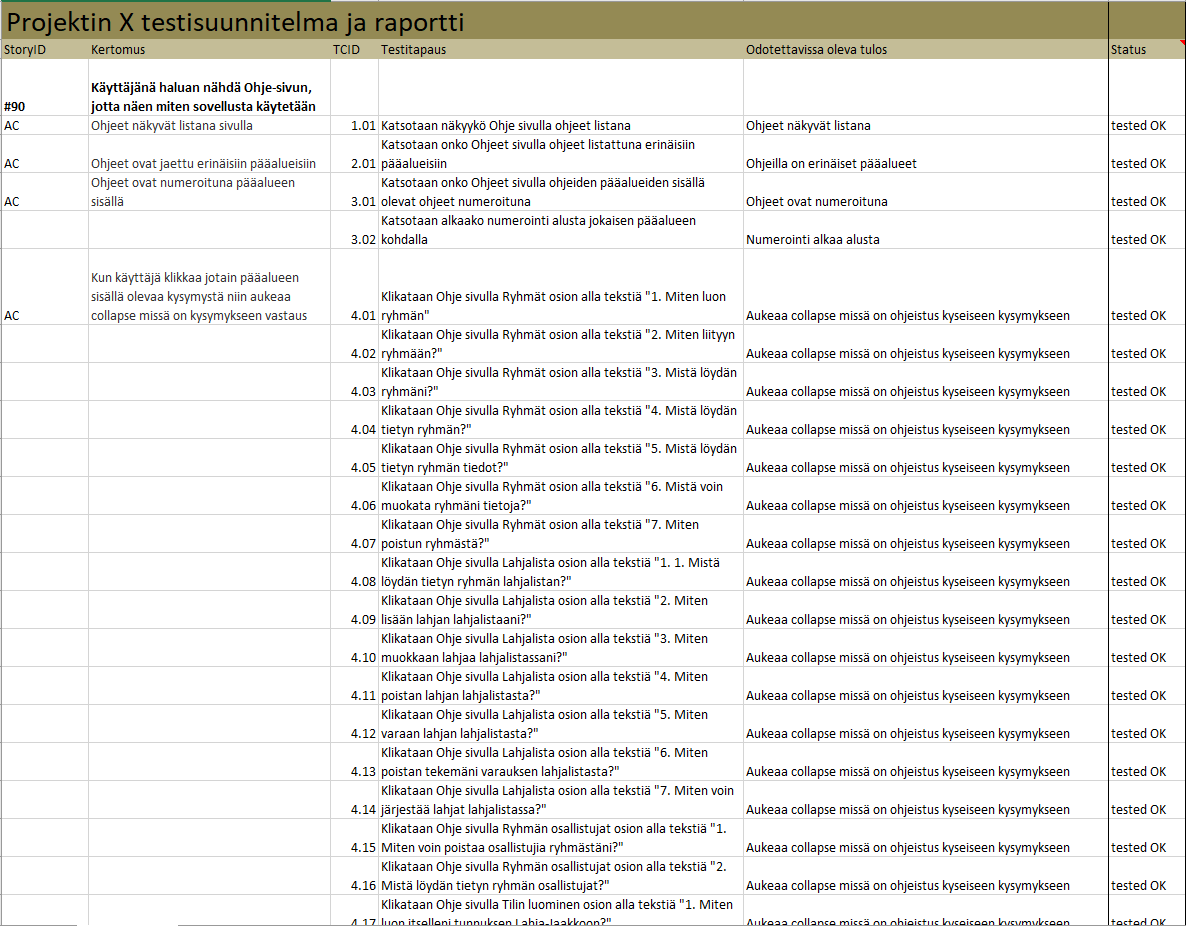 Projektin X testisuunnitelma ja raportti
StoryID Kertomus TCID Testitapaus Odotettavissa oleva tulos Status
Käyttäjänä haluan nähdä Ohje-sivun,
#90 jotta näen miten sovellusta käytetään
AC Ohjeet näkyvät listana sivulla 1.01 Katsotaan näkyykö Ohje sivulla ohjeet listana Ohjeet näkyvät listana tested OK
Katsotaan onko Ohjeet sivulla ohjeet listattuna erinäisiin
AC Ohjeet ovat jaettu erinäisiin pääalueisiin 2.01 pääalueisiin Ohjeilla on erinäiset pääalueet tested OK
Ohjeet ovat numeroituna pääalueen Katsotaan onko Ohjeet sivulla ohjeiden pääalueiden sisällä
AC sisällä 3.01 olevat ohjeet numeroituna Ohjeet ovat numeroituna tested OK
Katsotaan alkaako numerointi alusta jokaisen pääalueen
3.02 kohdalla Numerointi alkaa alusta tested OK
Kun käyttäjä klikkaa jotain pääalueen
sisällä olevaa kysymystä niin aukeaa Klikataan Ohje sivulla Ryhmät osion alla tekstiä "1. Miten luon
AC collapse missä on kysymykseen vastaus 4.01 ryhmän" Aukeaa collapse missä on ohjeistus kyseiseen kysymykseen tested OK
Klikataan Ohje sivulla Ryhmät osion alla tekstiä "2. Miten liityyn
4.02 ryhmään?" Aukeaa collapse missä on ohjeistus kyseiseen kysymykseen tested OK
Klikataan Ohje sivulla Ryhmät osion alla tekstiä "3. Mistä löydän
4.03 ryhmäni?" Aukeaa collapse missä on ohjeistus kyseiseen kysymykseen tested OK
Klikataan Ohje sivulla Ryhmät osion alla tekstiä "4. Mistä löydän
4.04 tietyn ryhmän?" Aukeaa collapse missä on ohjeistus kyseiseen kysymykseen tested OK
Klikataan Ohje sivulla Ryhmät osion alla tekstiä "5. Mistä löydän
4.05 tietyn ryhmän tiedot?" Aukeaa collapse missä on ohjeistus kyseiseen kysymykseen tested OK
Klikataan Ohje sivulla Ryhmät osion alla tekstiä "6. Mistä voin
4.06 muokata ryhmäni tietoja?" Aukeaa collapse missä on ohjeistus kyseiseen kysymykseen tested OK
Klikataan Ohje sivulla Ryhmät osion alla tekstiä "7. Miten
4.07 poistun ryhmästä?" Aukeaa collapse missä on ohjeistus kyseiseen kysymykseen tested OK
Klikataan Ohje sivulla Lahjalista osion alla tekstiä "1. 1. Mistä
4.08 löydän tietyn ryhmän lahjalistan?" Aukeaa collapse missä on ohjeistus kyseiseen kysymykseen tested OK
Klikataan Ohje sivulla Lahjalista osion alla tekstiä "2. Miten
4.09 lisään lahjan lahjalistaani?" Aukeaa collapse missä on ohjeistus kyseiseen kysymykseen tested OK
Klikataan Ohje sivulla Lahjalista osion alla tekstiä "3. Miten
4.10 muokkaan lahjaa lahjalistassani?" Aukeaa collapse missä on ohjeistus kyseiseen kysymykseen tested OK
Klikataan Ohje sivulla Lahjalista osion alla tekstiä "4. Miten
4.11 poistan lahjan lahjalistasta?" Aukeaa collapse missä on ohjeistus kyseiseen kysymykseen tested OK
Klikataan Ohje sivulla Lahjalista osion alla tekstiä "5. Miten
4.12 varaan lahjan lahjalistasta?" Aukeaa collapse missä on ohjeistus kyseiseen kysymykseen tested OK
Klikataan Ohje sivulla Lahjalista osion alla tekstiä "6. Miten
4.13 poistan tekemäni varauksen lahjalistasta?" Aukeaa collapse missä on ohjeistus kyseiseen kysymykseen tested OK
Klikataan Ohje sivulla Lahjalista osion alla tekstiä "7. Miten voin
4.14 järjestää lahjat lahjalistassa?" Aukeaa collapse missä on ohjeistus kyseiseen kysymykseen tested OK
Klikataan Ohje sivulla Ryhmän osallistujat osion alla tekstiä "1.
4.15 Miten voin poistaa osallistujia ryhmästäni?" Aukeaa collapse missä on ohjeistus kyseiseen kysymykseen tested OK
Klikataan Ohje sivulla Ryhmän osallistujat osion alla tekstiä "2.
4.16 Mistä löydän tietyn ryhmän osallistujat?" Aukeaa collapse missä on ohjeistus kyseiseen kysymykseen tested OK
Klikataan Ohje sivulla Tilin luominen osion alla tekstiä "1. Miten
4.17 luon itselleni tunnuksen Lahja-Jaakkoon?" Aukeaa collapse missä on ohjeistus kyseiseen kysymykseen tested OK